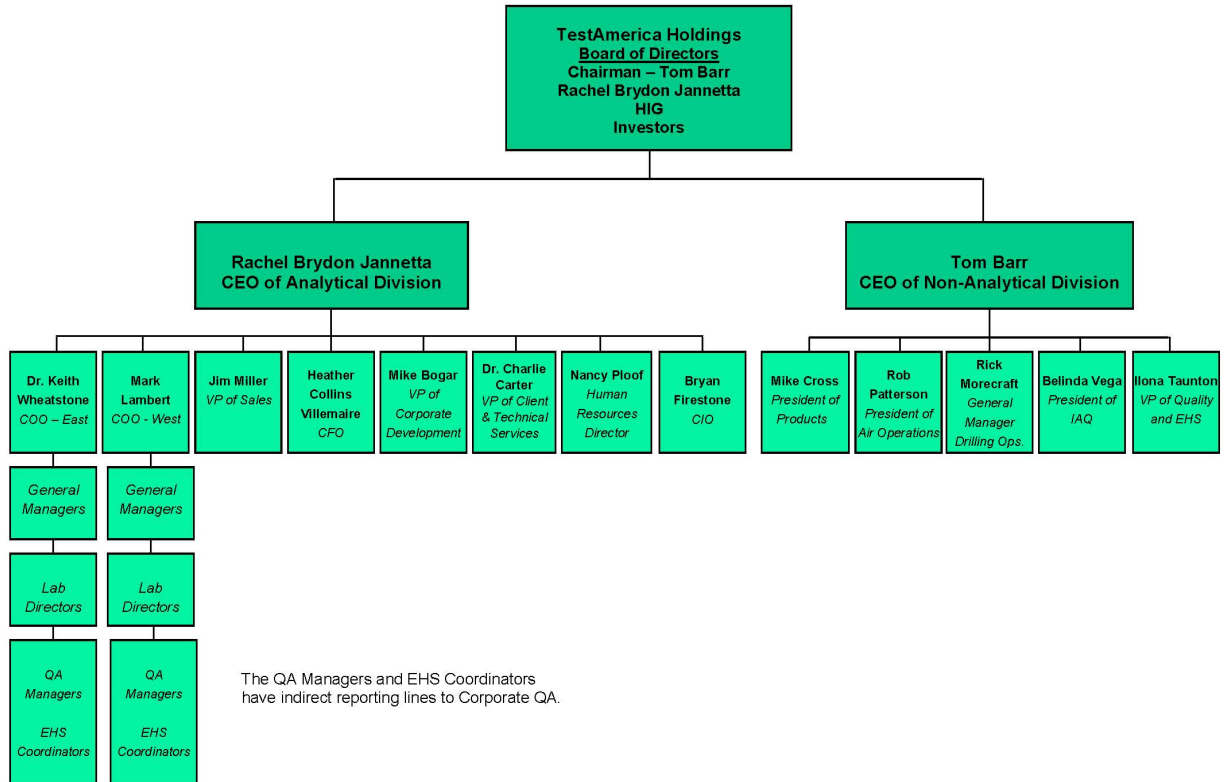 TestAmerica Holdings
Board of Directors
Chairman – Tom Barr
Rachel Brydon Jannetta
HIG
Investors
Rachel Brydon Jannetta
CEO of Analytical Division
Tom Barr
CEO of Non-Analytical Division
Dr. Keith
Wheatstone
COO – East
Mark
Lambert
COO - West
Jim Miller
VP of Sales
Heather
Collins
Villemaire
CFO
Mike Bogar
VP of
Corporate
Development
Dr. Charlie
Carter
VP of Client
& Technical
Services
Nancy Ploof
Human
Resources
Director
Bryan
Firestone
CIO
Mike Cross
President of
Products
Rob
Patterson
President of
Air Operations
Rick
Morecraft
General
Manager
Drilling Ops.
Belinda Vega
President of
IAQ
Ilona Taunton
VP of Quality
and EHS
General
Managers
General
Managers
Lab
Directors
Lab
Directors
QA
Managers
EHS
Coordinators
QA
Managers
EHS
Coordinators
The QA Managers and EHS Coordinators
have indirect reporting lines to Corporate QA.